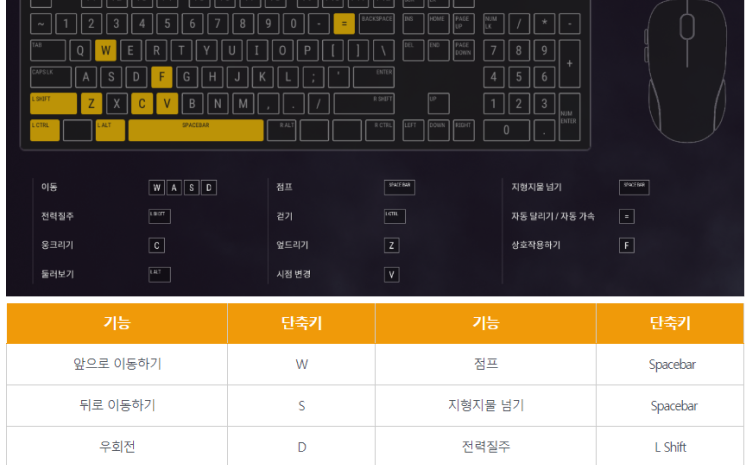 ~ 1 2 3 4 5 6 7 8 9 0 - = BACKSPACE INS HOME PAGE UP NUM LK / * -
TAB Q W E R T Y U I O P [ ] \ DEL END PAGE DOWN 7 8 9 +
CAPS LK A S D F G H J K L ; ' ENTER 4 5 6
L SHIFT Z X C V B N M , . / R SHIFT UP 1 2 3 NUM ENTER
L CTRL L ALT SPACEBAR R ALT R CTRL LEFT DOWN RIGHT 0 .
이동 W A S D 점프 SPACEBAR 지형지물 넘기 SPACEBAR
전력질주 L SHIFT 걷기 L CTRL 자동 달리기 / 자동 가속 =
웅크리기 C 엎드리기 Z 상호작용하기 F
둘러보기 L ALT 시점 변경 V
기능 단축키 기능 단축키
앞으로 이동하기 W 점프 Spacebar
뒤로 이동하기 S 지형지물 넘기 Spacebar
우회전 D 전력질주 L Shift